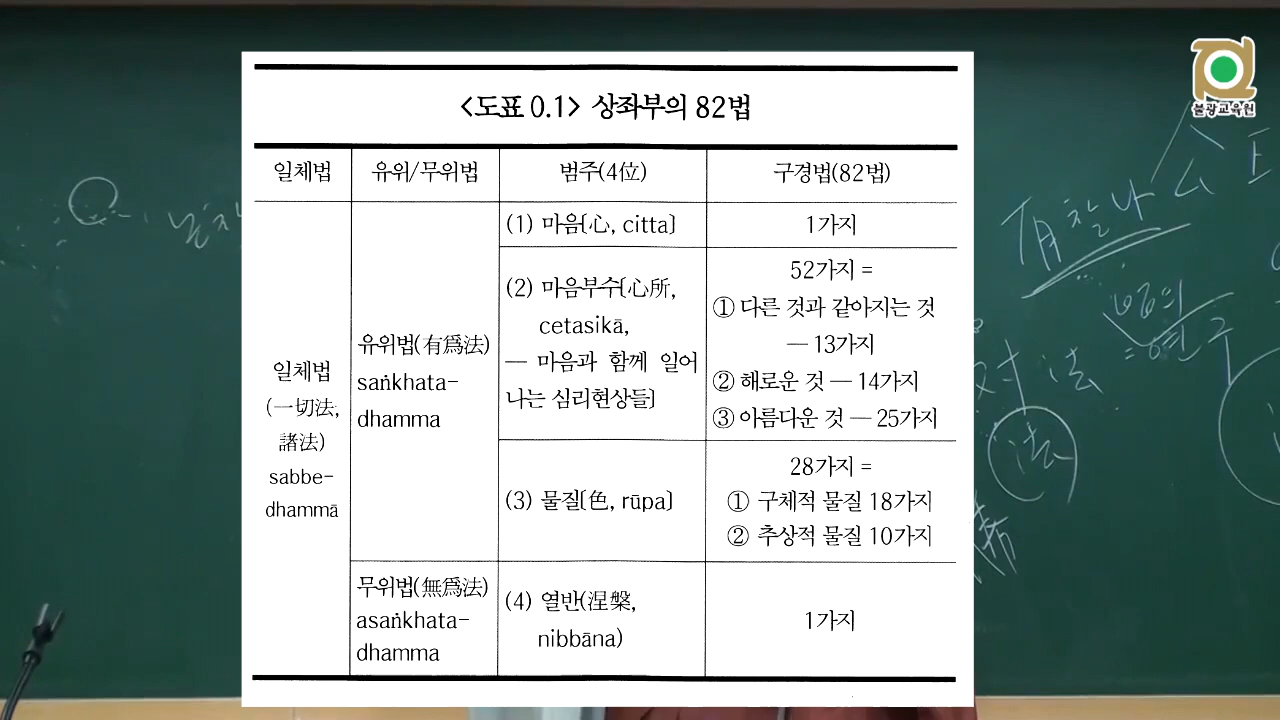 불광교육원
<도표 0.1> 상좌부의 82법
일체법
유위/무위법
범주(4位)
구경법(82법)
일체법
(一切法,
諸法)
sabbe-
dhammā
유위법(有爲法)
saṅkhata-
dhamma
(1) 마음[心, citta]
1가지
(2) 마음부수[心所,
cetasikā,
― 마음과 함께 일어
나는 심리현상들]
52가지 =
① 다른 것과 같아지는 것
― 13가지
② 해로운 것 ― 14가지
③ 아름다운 것 ― 25가지
(3) 물질[色, rūpa]
28가지 =
① 구체적 물질 18가지
② 추상적 물질 10가지
무위법(無爲法)
asaṅkhata-
dhamma
(4) 열반(涅槃,
nibbāna)
1가지
有찰나
法
法